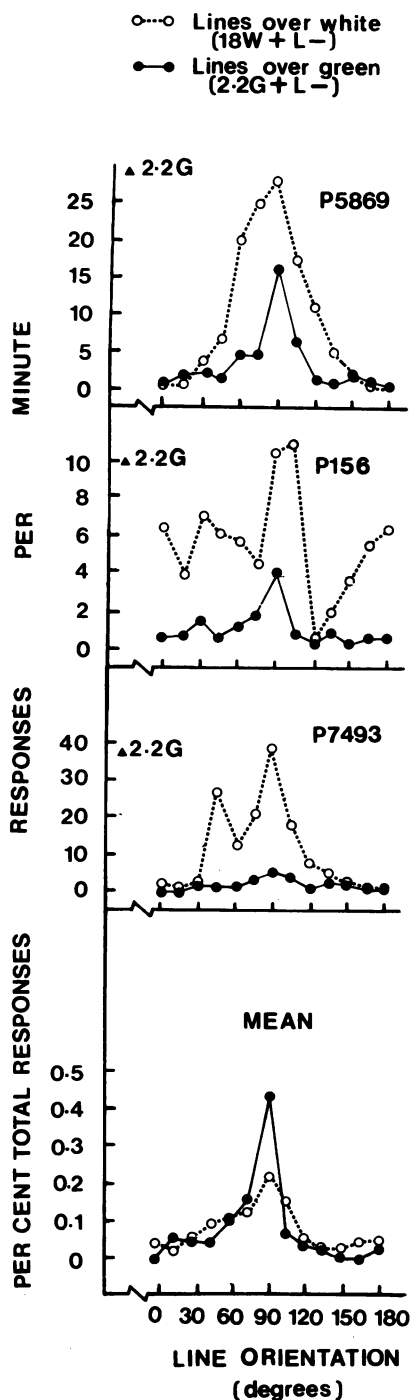 Lines over white
(18W + L–)
Lines over green
(2·2G + L–)
▲ 2·2G
P5869
25
20
15
10
5
0
▲ 2·2G
P156
10
8
6
4
2
0
▲ 2·2G
P7493
40
30
20
10
0
RESPONSES PER MINUTE
MEAN
0·5
0·4
0·3
0·2
0·1
0
PER CENT TOTAL RESPONSES
0 30 60 90 120 150 180
LINE ORIENTATION
(degrees)